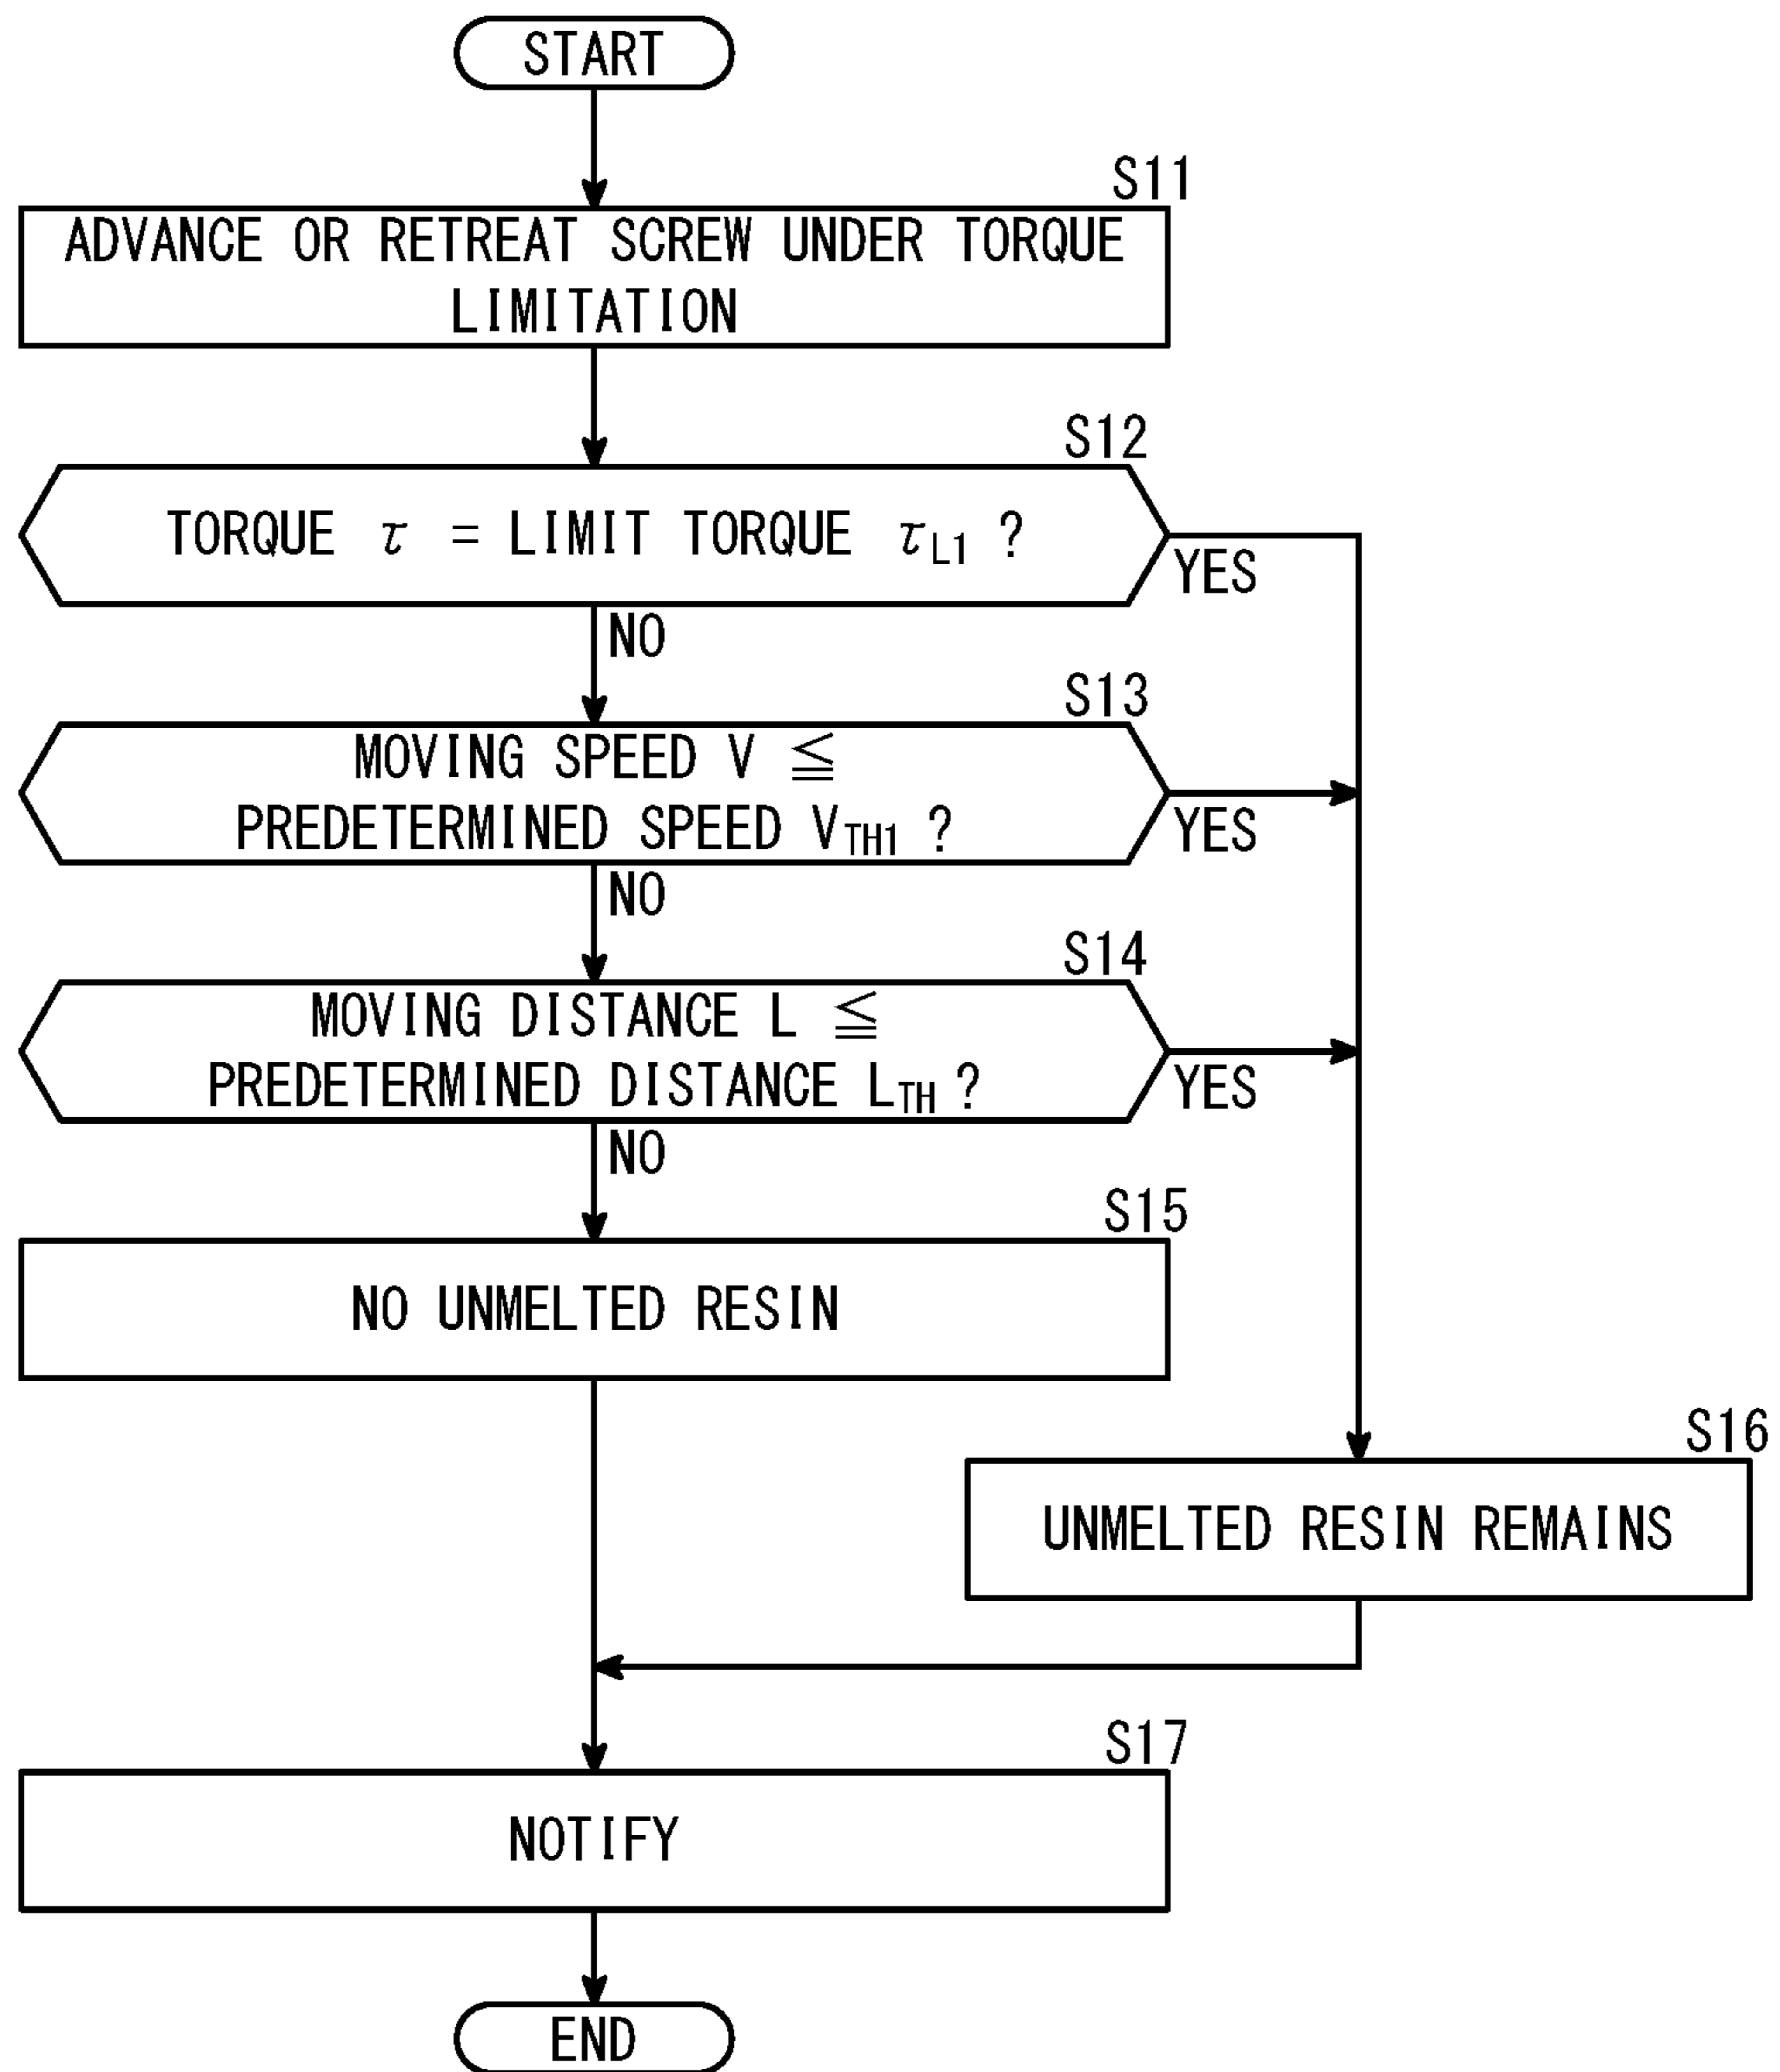 START
S11
ADVANCE OR RETREAT SCREW UNDER TORQUE
LIMITATION
S12
TORQUE τ = LIMIT TORQUE τL1 ?
YES
NO
S13
MOVING SPEED V ≦
PREDETERMINED SPEED VTH1 ?
YES
NO
S14
MOVING DISTANCE L ≦
PREDETERMINED DISTANCE LTH ?
YES
NO
S15
NO UNMELTED RESIN
S16
UNMELTED RESIN REMAINS
S17
NOTIFY
END